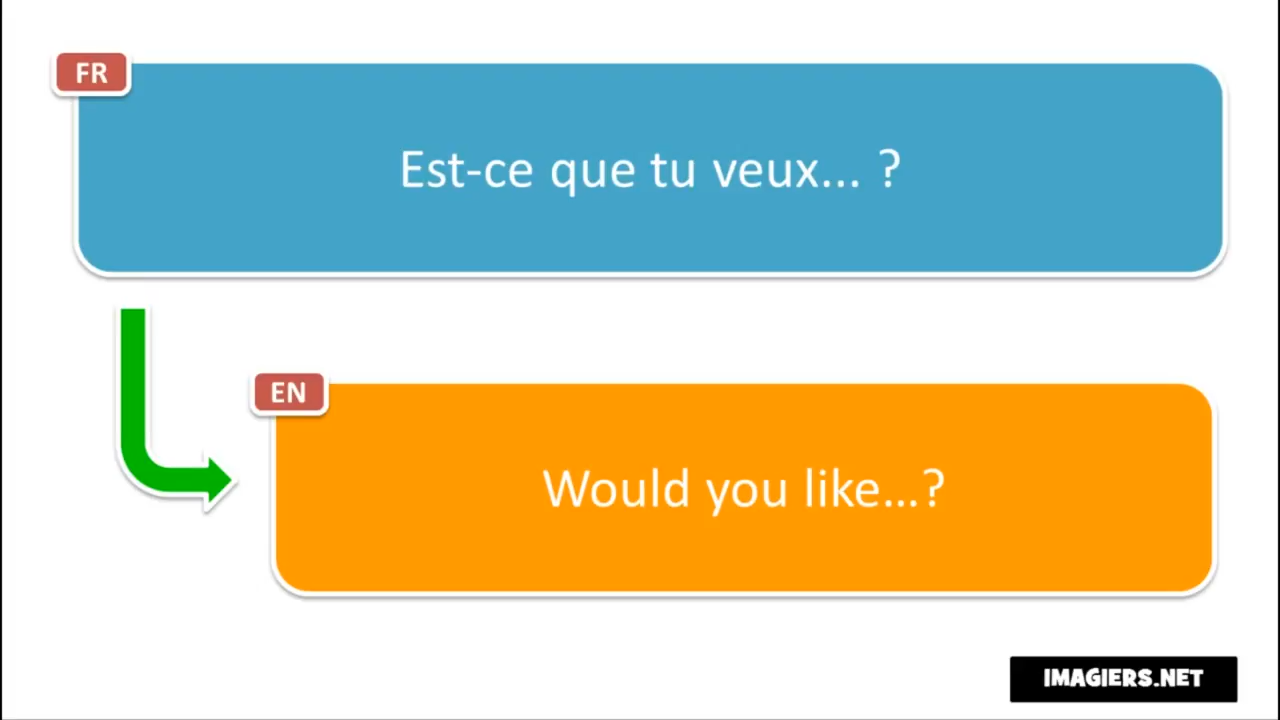 FR
Est-ce que tu veux... ?
EN
Would you like...?
IMAGIERS.NET